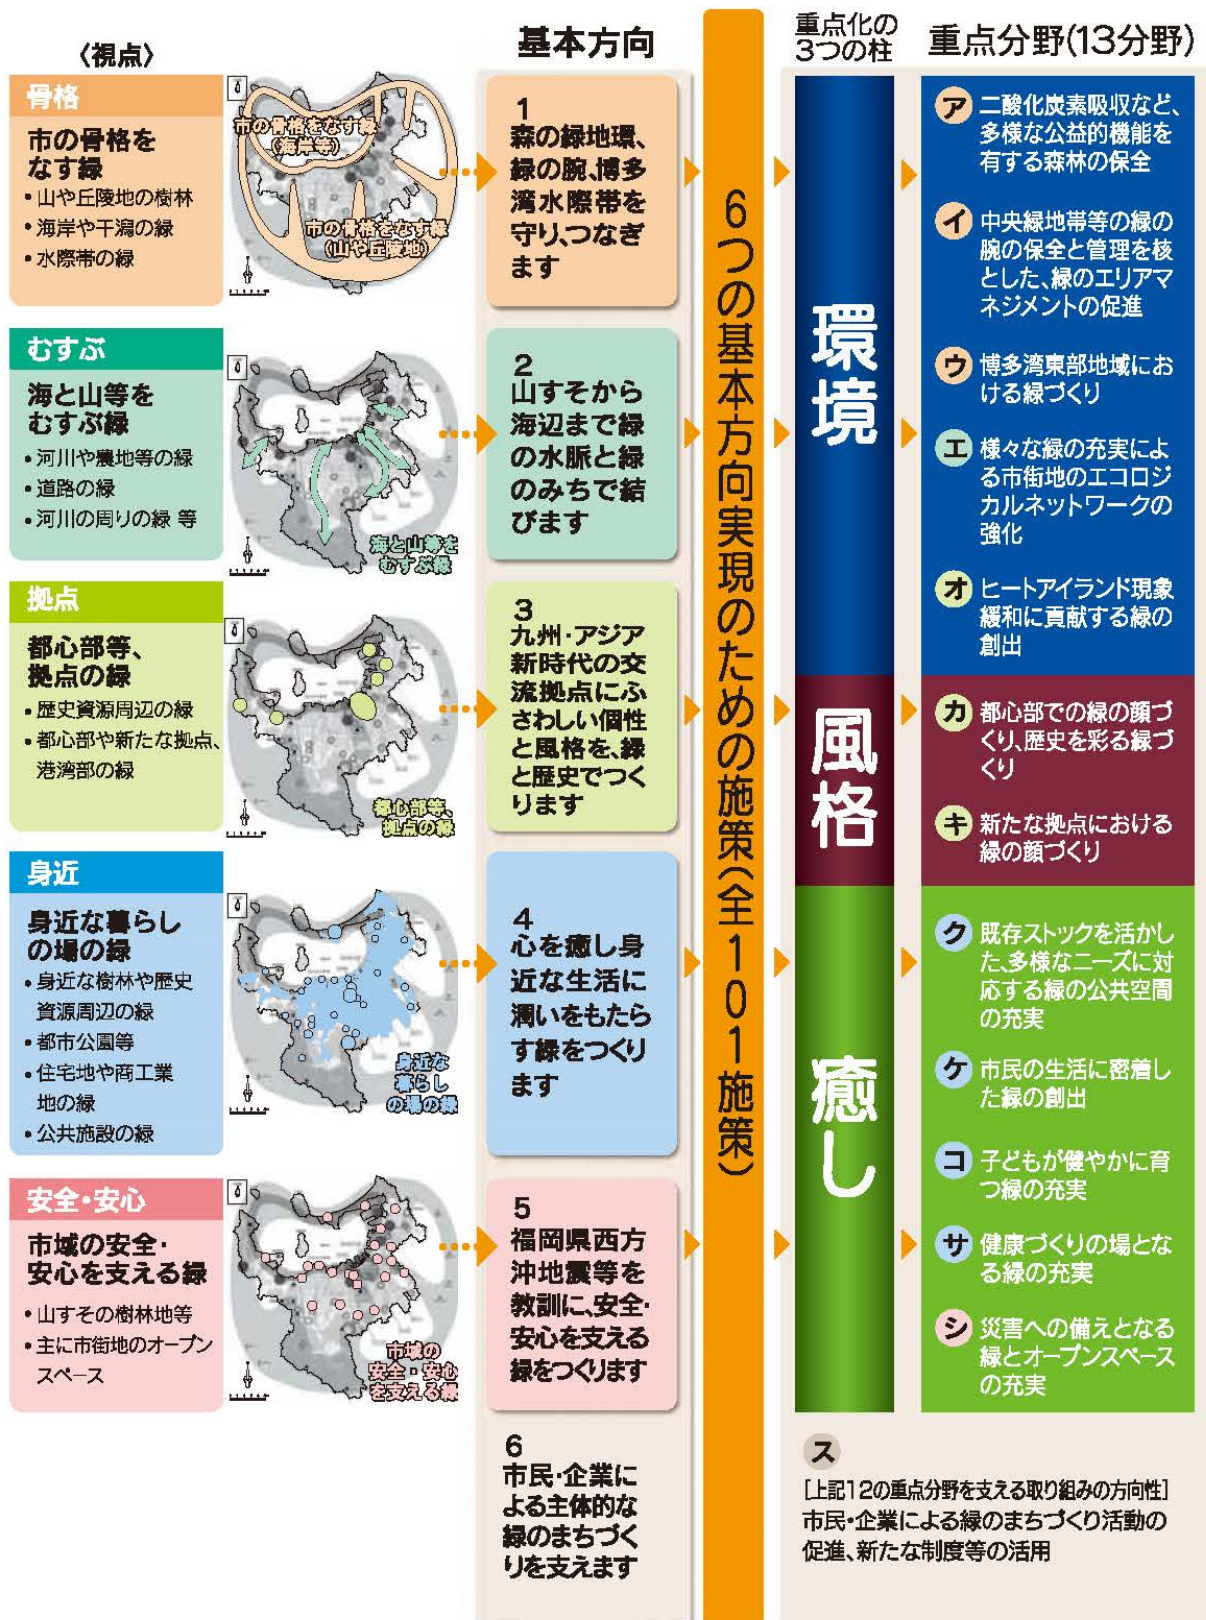 〈視点〉
基本方向
重点化の
3つの柱
重点分野(13分野)
骨格
市の骨格を
なす緑
• 山や丘陵地の樹林
• 海岸や干潟の緑
• 水際帯の緑
市の骨格をなす緑
(海岸等)
市の骨格をなす緑
(山や丘陵地)
1
森の緑地環、
緑の腕、博多
湾水際帯を
守り、つなぎ
ます
むすぶ
海と山等を
むすぶ緑
• 河川や農地等の緑
• 道路の緑
• 河川の周りの緑 等
海と山等を
むすぶ緑
2
山すそから
海辺まで緑
の水脈と緑
のみちで結
びます
拠点
都心部等、
拠点の緑
• 歴史資源周辺の緑
• 都心部や新たな拠点、
港湾部の緑
都心部等、
拠点の緑
3
九州・アジア
新時代の交
流拠点にふ
さわしい個性
と風格を、緑
と歴史でつく
ります
身近
身近な暮らし
の場の緑
• 身近な樹林や歴史
資源周辺の緑
• 都市公園等
• 住宅地や商工業
地の緑
• 公共施設の緑
身近な
暮らし
の場の緑
4
心を癒し身
近な生活に
潤いをもたら
す緑をつくり
ます
安全・安心
市域の安全・
安心を支える緑
• 山すその樹林地等
• 主に市街地のオープン
スペース
市域の
安全・安心
を支える緑
5
福岡県西方
沖地震等を
教訓に、安全・
安心を支える
緑をつくります
6
市民・企業に
よる主体的な
緑のまちづく
りを支えます
6つの基本方向実現のための施策(全101施策)
環境
風格
癒し
ア 二酸化炭素吸収など、
多様な公益的機能を
有する森林の保全
イ 中央緑地帯等の緑の
腕の保全と管理を核
とした、緑のエリアマ
ネジメントの促進
ウ 博多湾東部地域にお
ける緑づくり
エ 様々な緑の充実によ
る市街地のエコロジ
カルネットワークの
強化
オ ヒートアイランド現象
緩和に貢献する緑の
創出
カ 都心部での緑の顔づ
くり、歴史を彩る緑づ
くり
キ 新たな拠点における
緑の顔づくり
ク 既存ストックを活かし
た、多様なニーズに対
応する緑の公共空間
の充実
ケ 市民の生活に密着し
た緑の創出
コ 子どもが健やかに育
つ緑の充実
サ 健康づくりの場とな
る緑の充実
シ 災害への備えとなる
緑とオープンスペース
の充実
ス
[上記12の重点分野を支える取り組みの方向性]
市民・企業による緑のまちづくり活動の
促進、新たな制度等の活用